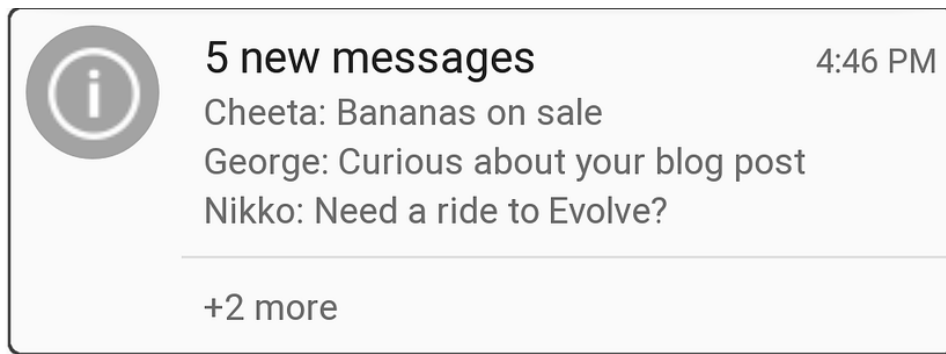 5 new messages
4:46 PM
Cheeta: Bananas on sale
George: Curious about your blog post
Nikko: Need a ride to Evolve?
+2 more